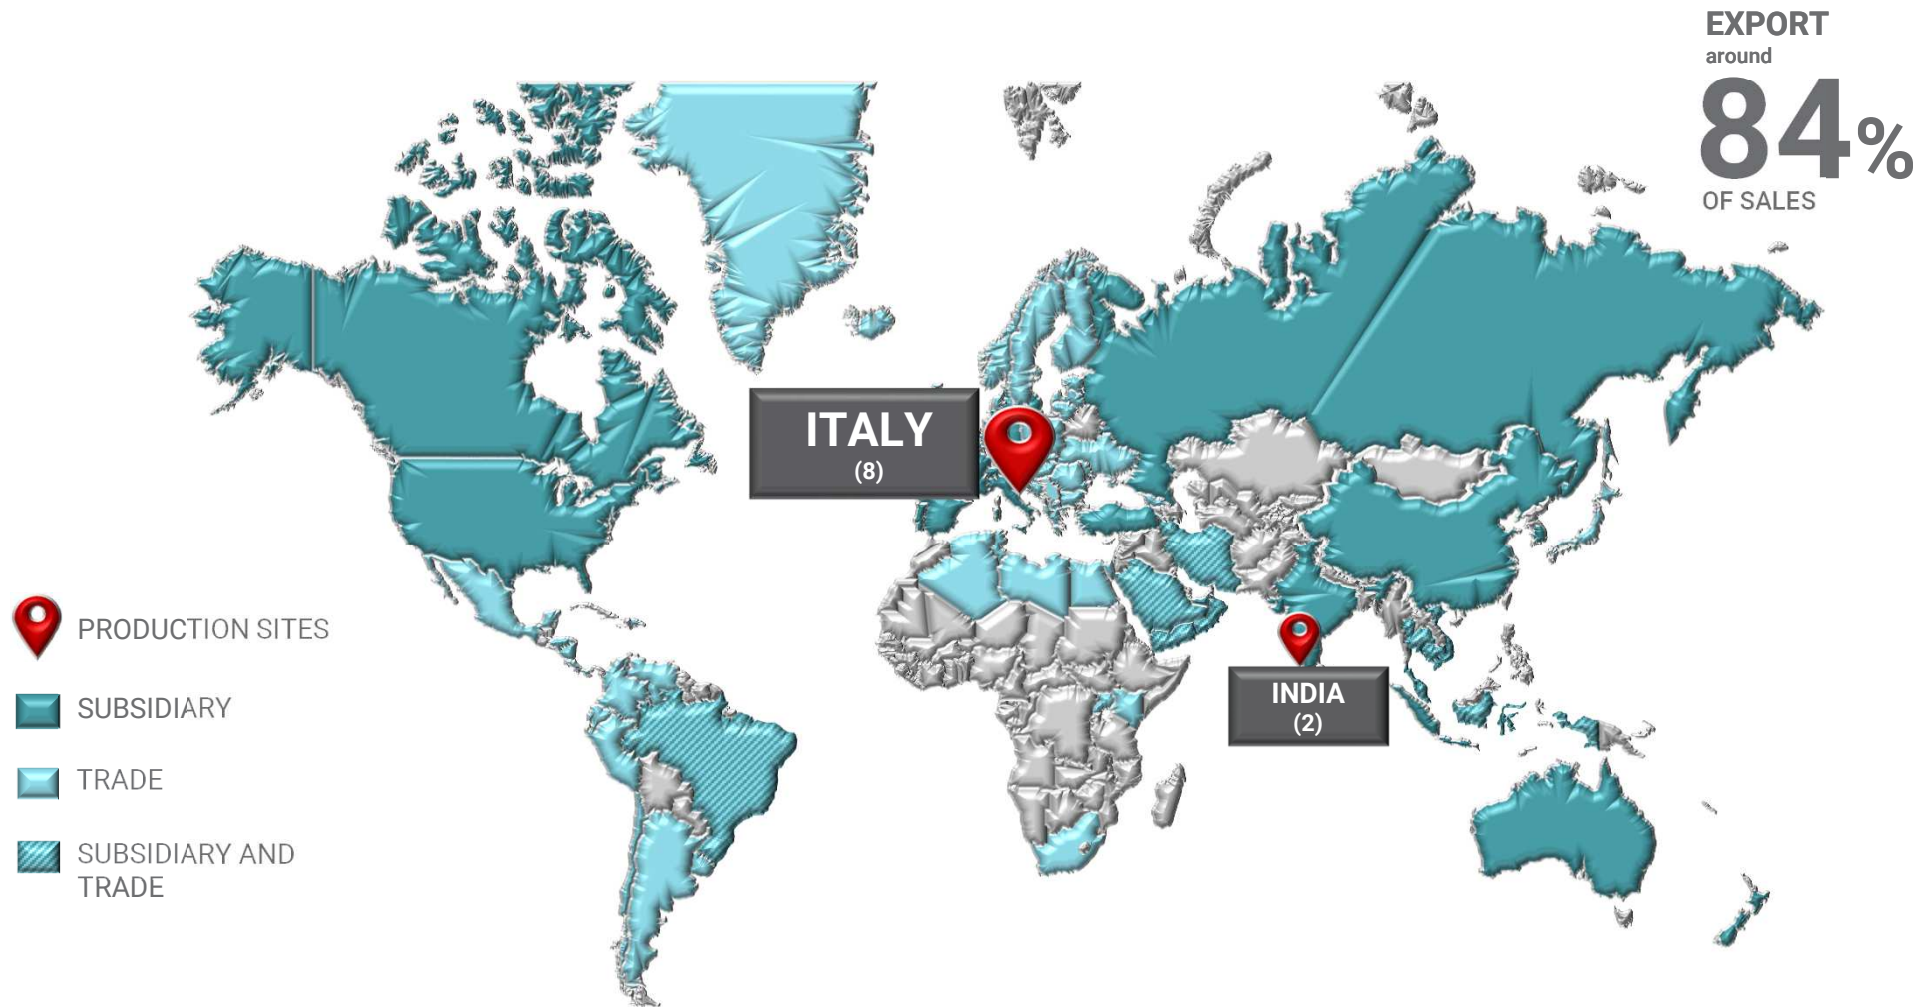 EXPORT
around
84%
OF SALES
ITALY
(8)
PRODUCTION SITES
SUBSIDIARY
TRADE
SUBSIDIARY AND
TRADE
INDIA
(2)